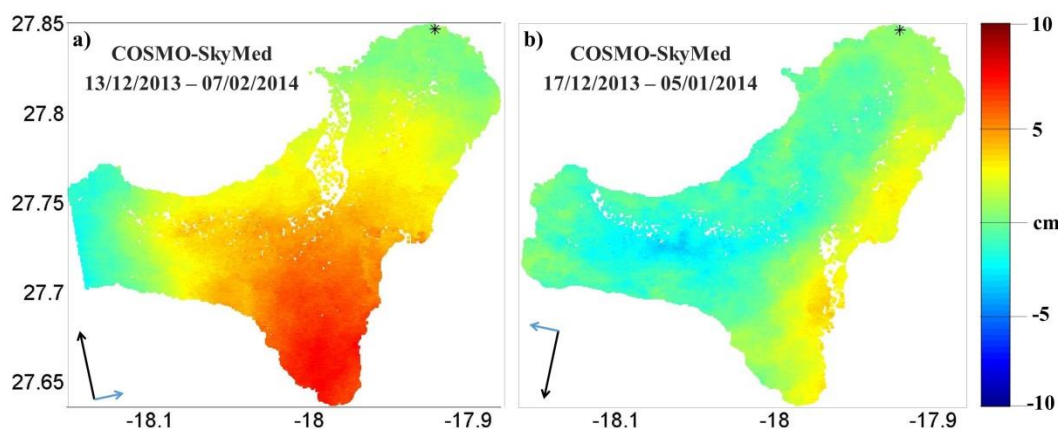 27.85
27.8
27.75
27.7
27.65
a)
COSMO-SkyMed
13/12/2013 – 07/02/2014
-18.1
-18
-17.9
b)
COSMO-SkyMed
17/12/2013 – 05/01/2014
-18.1
-18
-17.9
10
5
cm
-5
-10